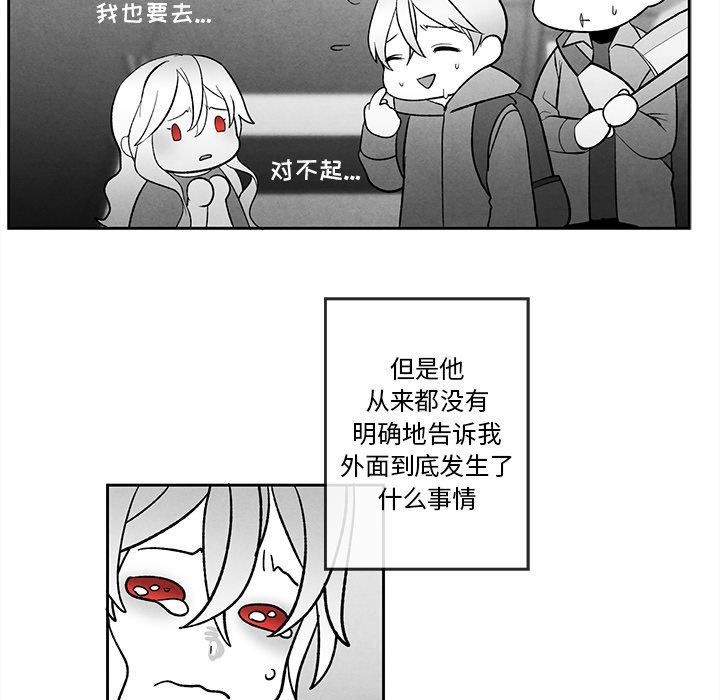 我也要去...
对不起...
但是他
从来都没有
明确地告诉我
外面到底发生了
什么事情